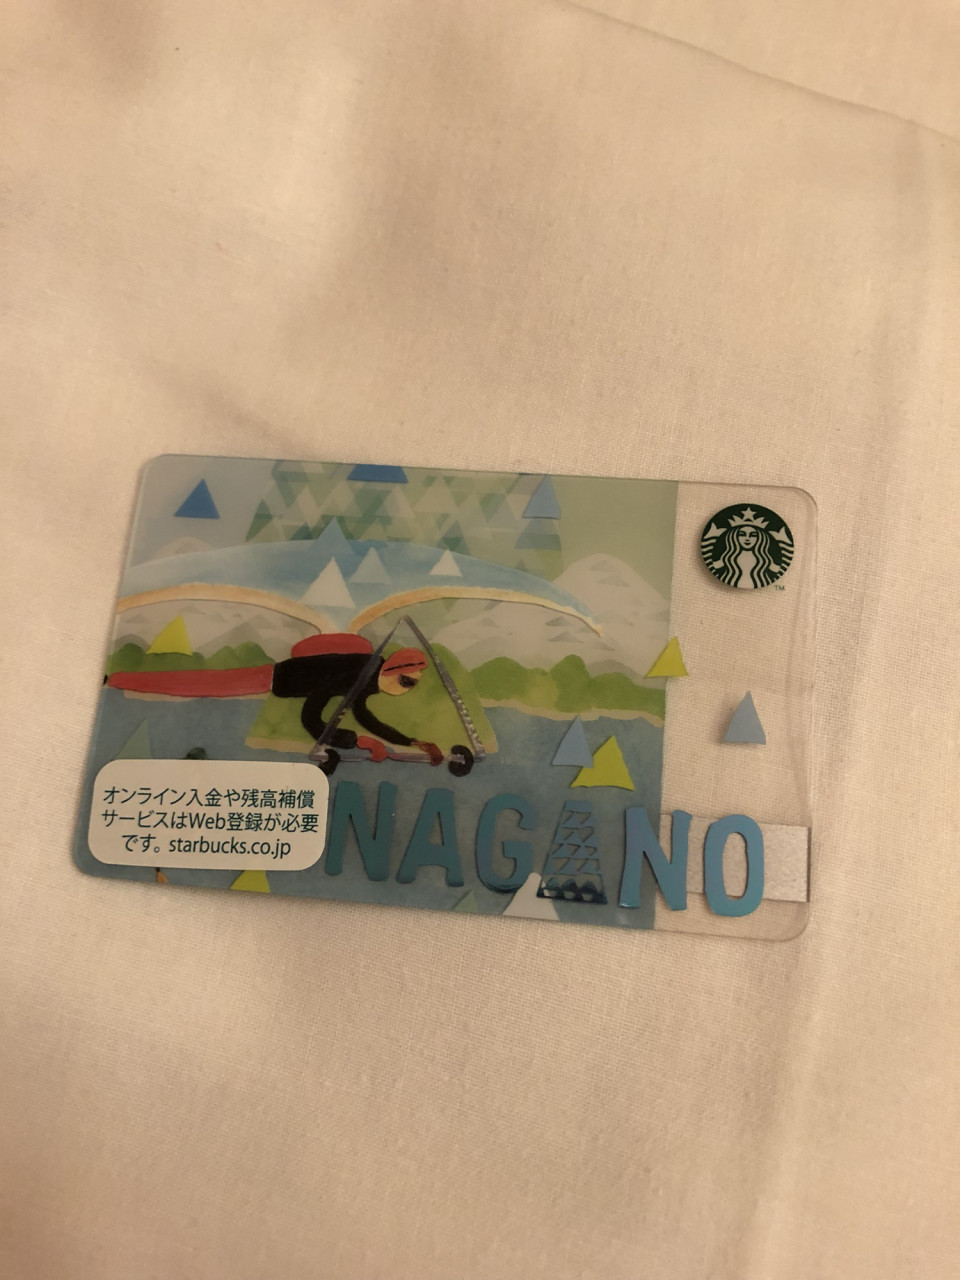 オンライン入金や残高補償
サービスはWeb登録が必要
です。starbucks.co.jp
NAGANO
TM